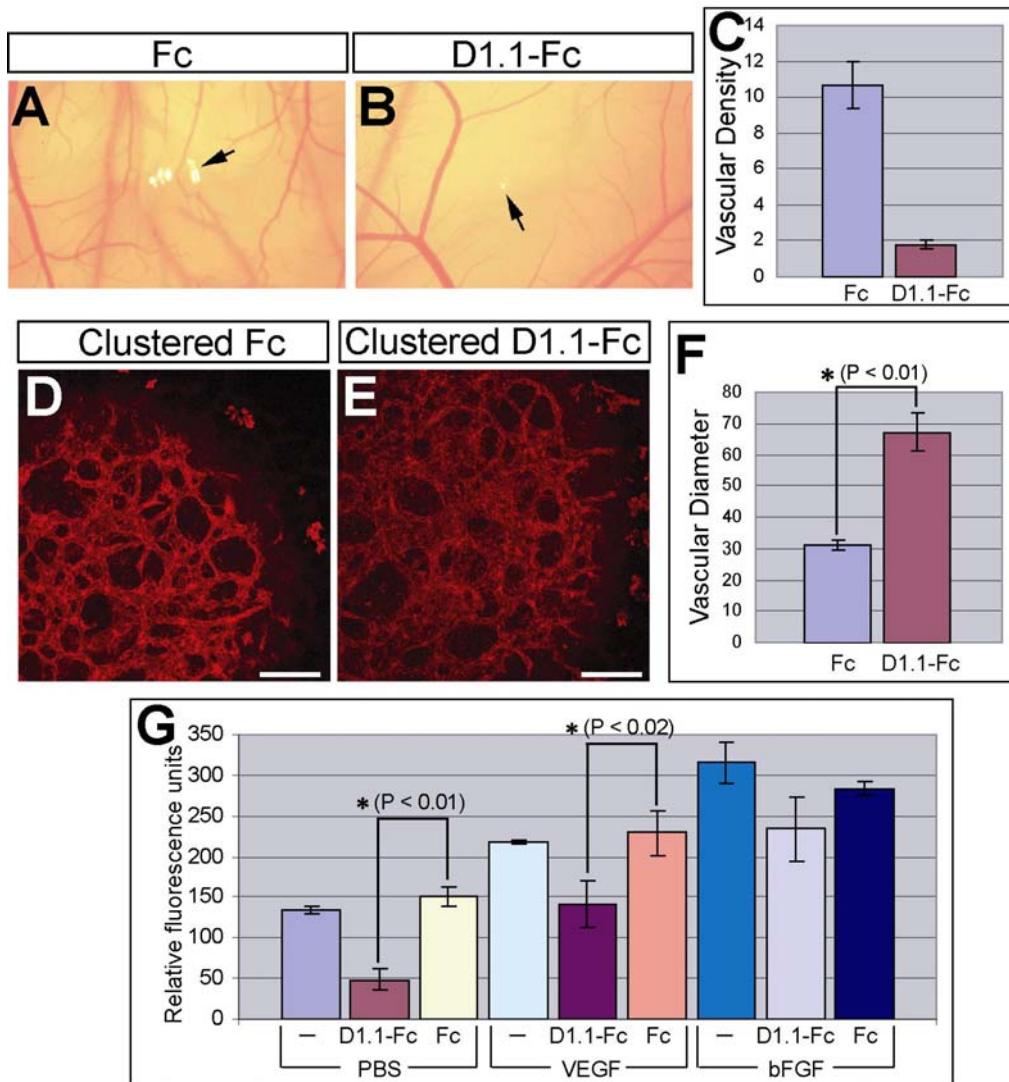 Fc
D1.1-Fc
A
B
C
Vascular Density
14
12
10
8
6
4
2
0
Fc D1.1-Fc
Clustered Fc
Clustered D1.1-Fc
D
E
F
Vascular Diameter
* (P < 0.01)
80
70
60
50
40
30
20
10
0
Fc D1.1-Fc
G
Relative fluorescence units
350
300
250
200
150
100
50
0
* (P < 0.01)
* (P < 0.02)
– D1.1-Fc Fc – D1.1-Fc Fc – D1.1-Fc Fc
PBS VEGF bFGF